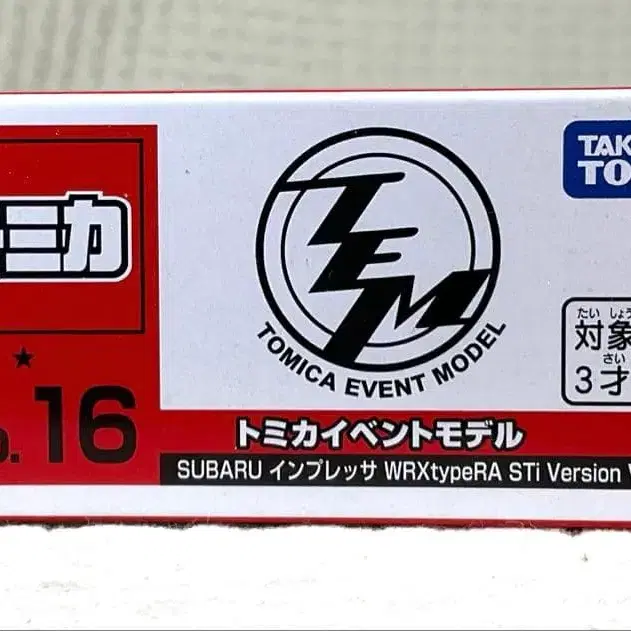 トミカ
TEM
TOMICA EVENT MODEL
TAK
TO
たい しょう
対象
さい
3才
No. 16
トミカイベントモデル
SUBARU インプレッサ WRXtypeRA STi Version